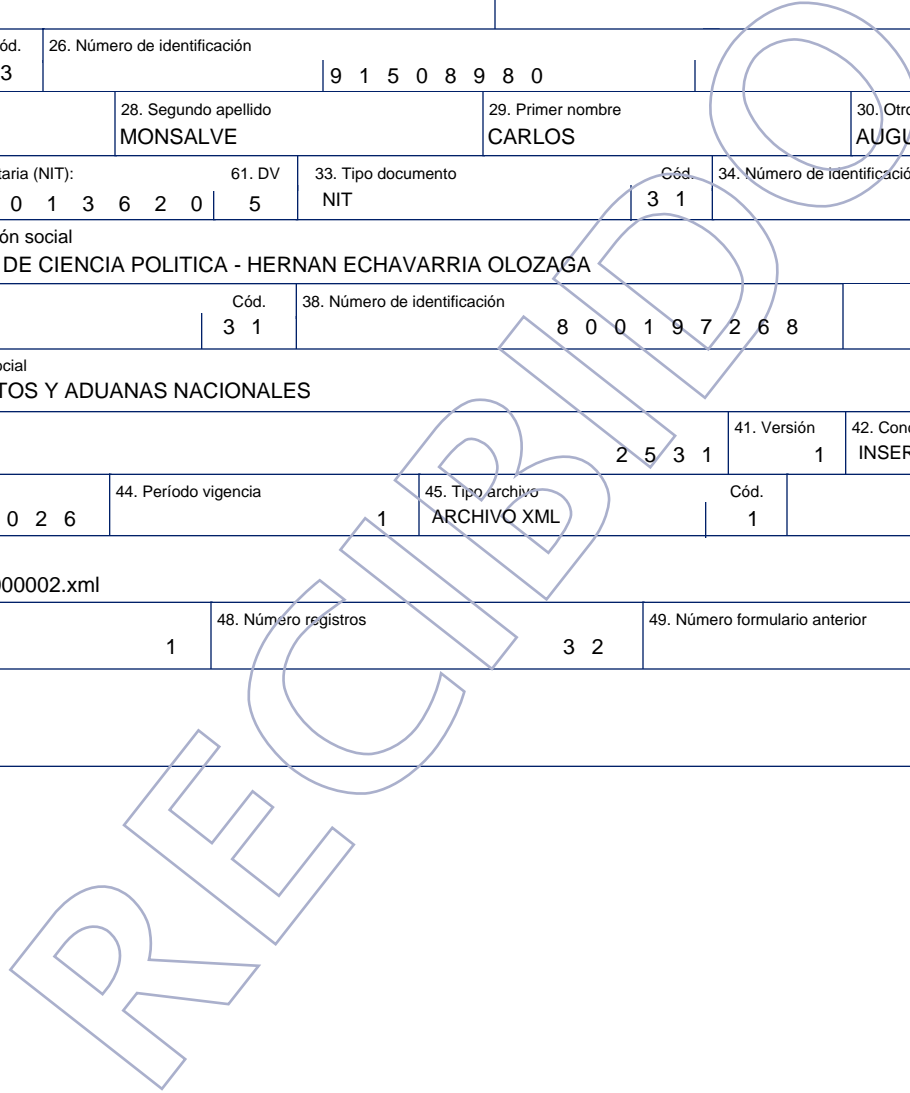 ód. 26. Número de identificación
3 9 1 5 0 8 9 8 0
28. Segundo apellido 29. Primer nombre 30. Otro
MONSALVE CARLOS AUGU
taria (NIT): 61. DV 33. Tipo documento Cód. 34. Número de identificació
0 1 3 6 2 0 5 NIT 3 1
ón social
DE CIENCIA POLITICA - HERNAN ECHAVARRIA OLOZAGA
Cód. 38. Número de identificación
3 1 8 0 0 1 9 7 2 6 8
ocial
TOS Y ADUANAS NACIONALES
41. Versión 42. Conc
2 5 3 1 1 INSER
44. Período vigencia 45. Tipo archivo Cód.
0 2 6 1 ARCHIVO XML 1
000002.xml
48. Número registros 49. Número formulario anterior
1 3 2
RECIBIDO